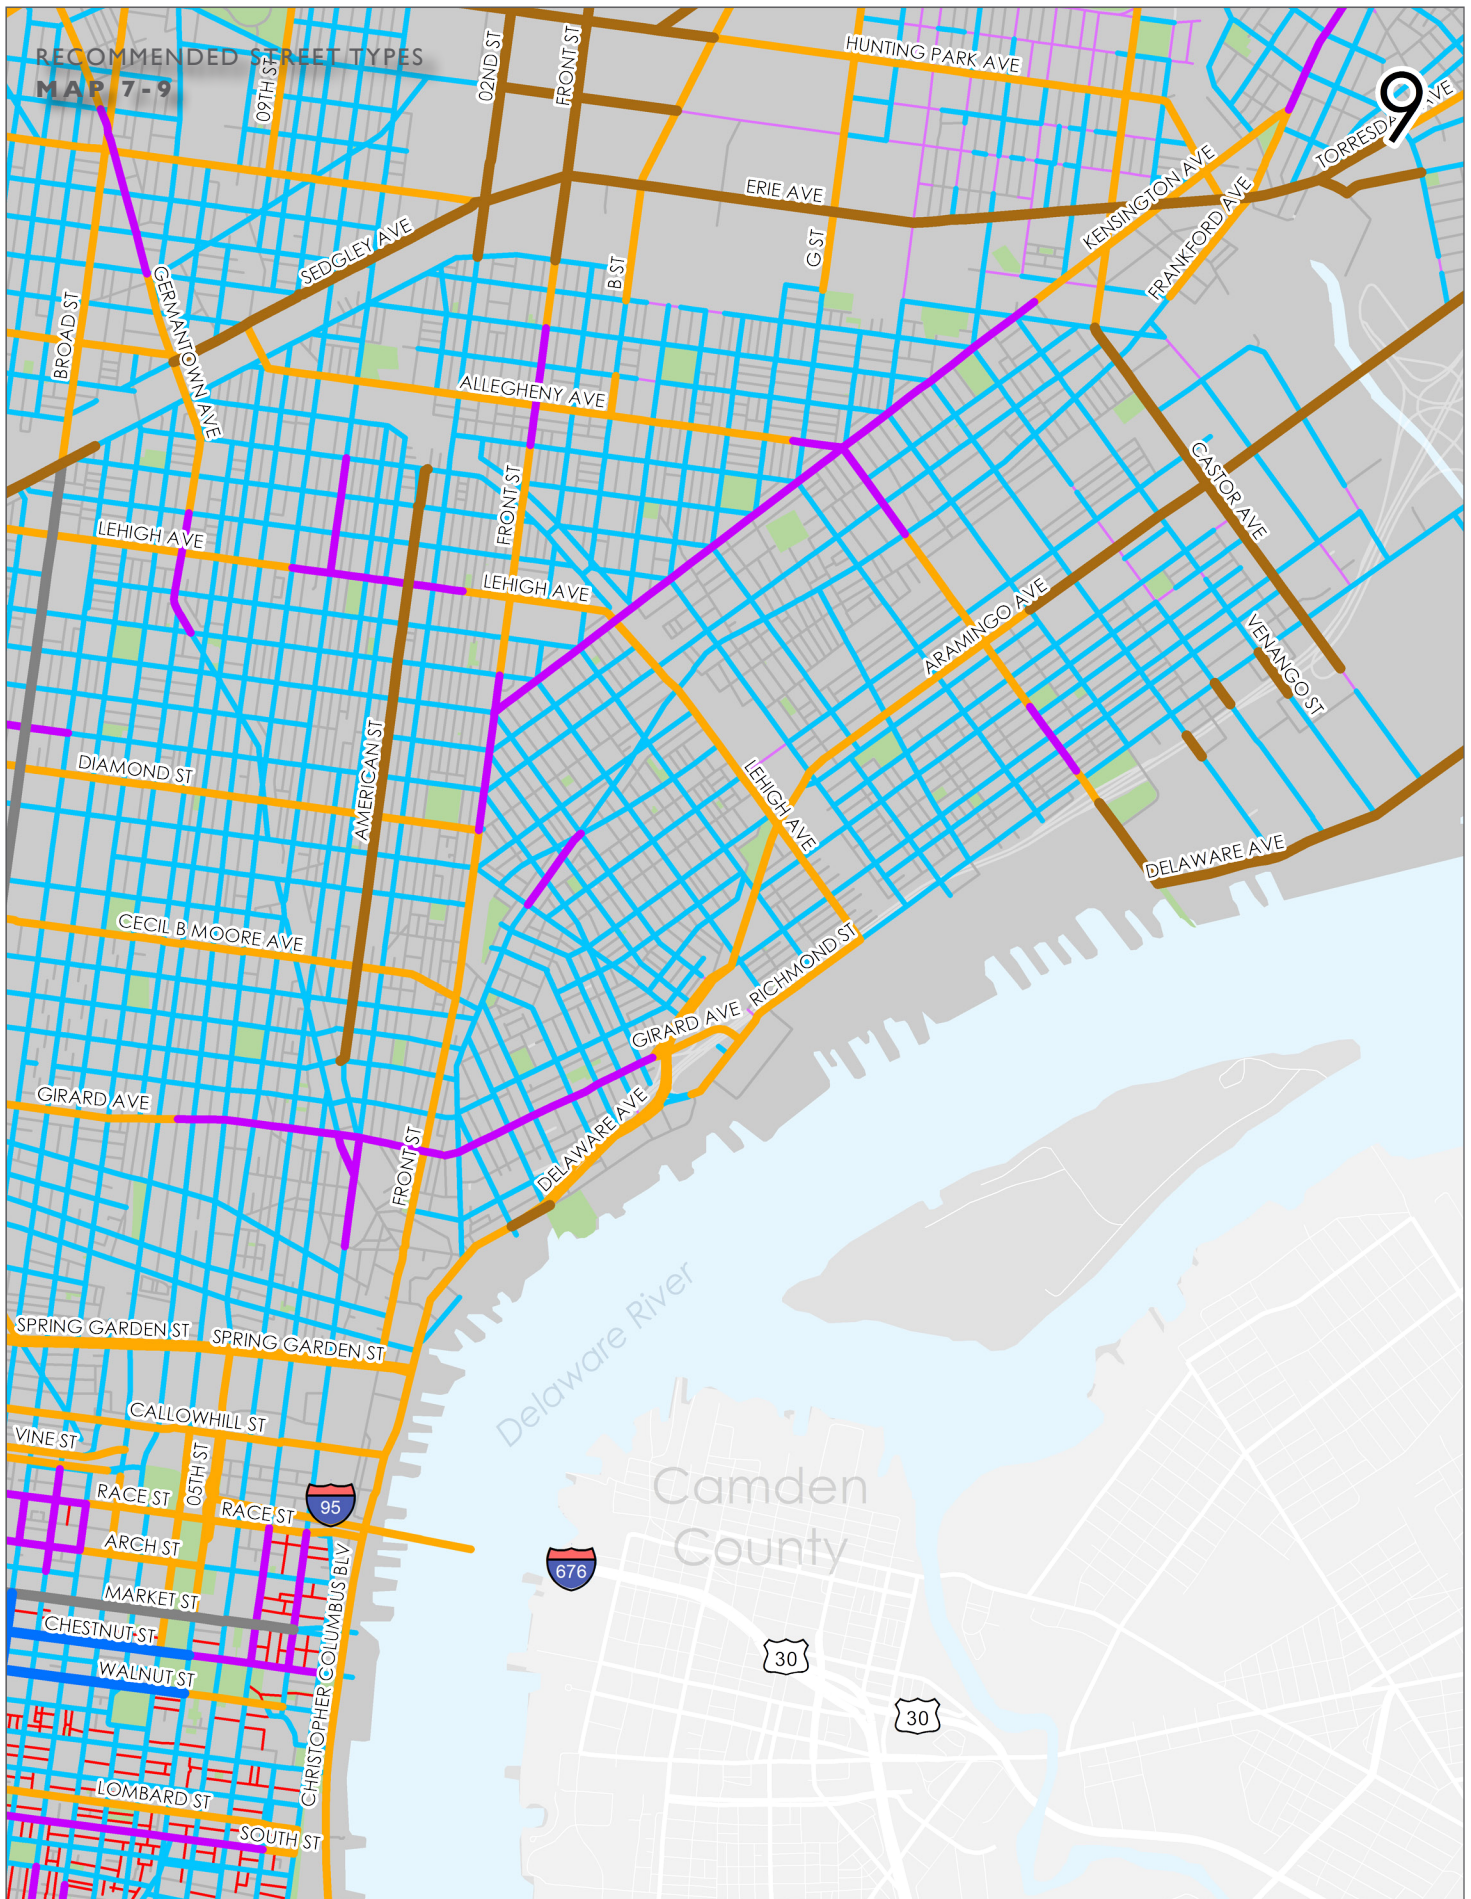 RECOMMENDED STREET TYPES
MAP 7-9
9
09TH ST
02ND ST
FRONT ST
HUNTING PARK AVE
TORRESDA AVE
KENSINGTON AVE
ERIE AVE
FRANKFORD AVE
SEDGLEY AVE
G ST
B ST
GERMANTOWN AVE
BROAD ST
ALLEGHENY AVE
FRONT ST
CASTOR AVE
LEHIGH AVE
LEHIGH AVE
ARAMINGO AVE
VENANGO ST
AMERICAN ST
DIAMOND ST
LEHIGH AVE
DELAWARE AVE
CECIL B MOORE AVE
RICHMOND ST
GIRARD AVE
GIRARD AVE
DELAWARE AVE
FRONT ST
Delaware River
SPRING GARDEN ST
SPRING GARDEN ST
CALLOWHILL ST
VINE ST
05TH ST
RACE ST
RACE ST
95
Camden
County
ARCH ST
676
MARKET ST
CHRISTOPHER COLUMBUS BLV
CHESTNUT ST
30
WALNUT ST
30
LOMBARD ST
SOUTH ST